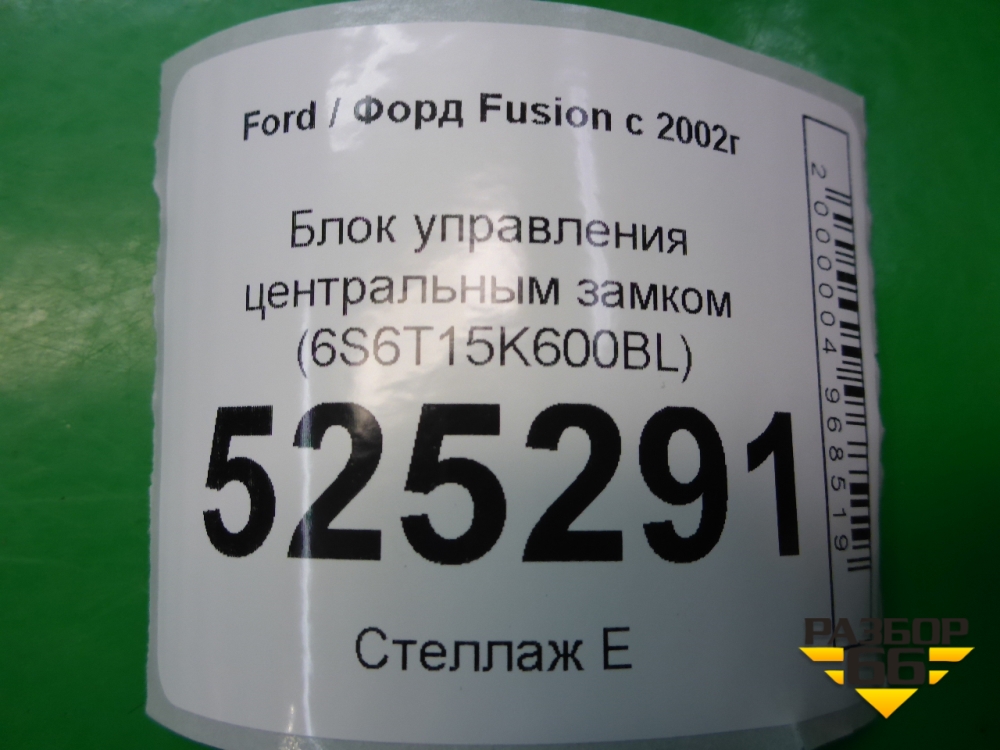 Ford / Форд Fusion с 2002г
Блок управления
центральным замком
(6S6T15K600BL)
525291
Стеллаж Е
2000004968519
РАЗБОР
66